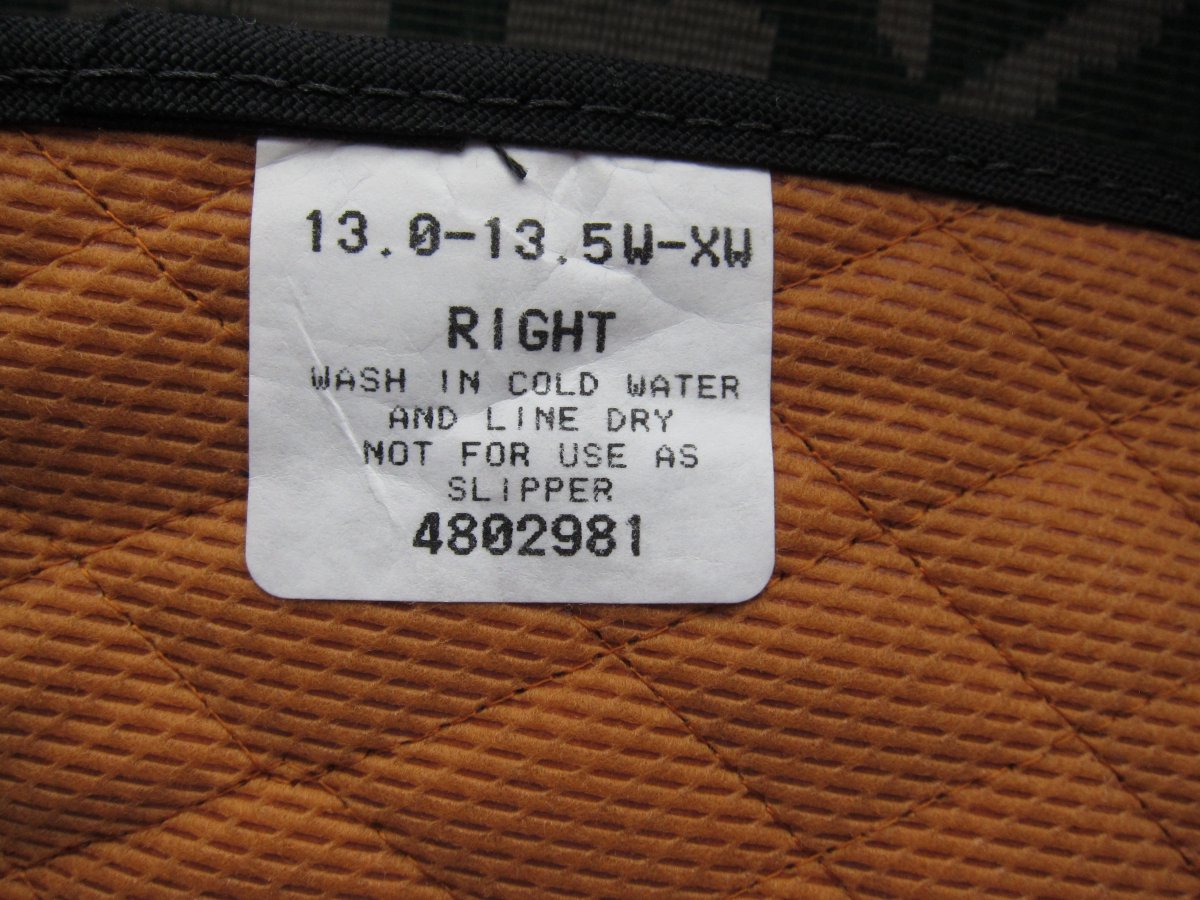 13.0-13.5W-XW
RIGHT
WASH IN COLD WATER
AND LINE DRY
NOT FOR USE AS
SLIPPER
4802981